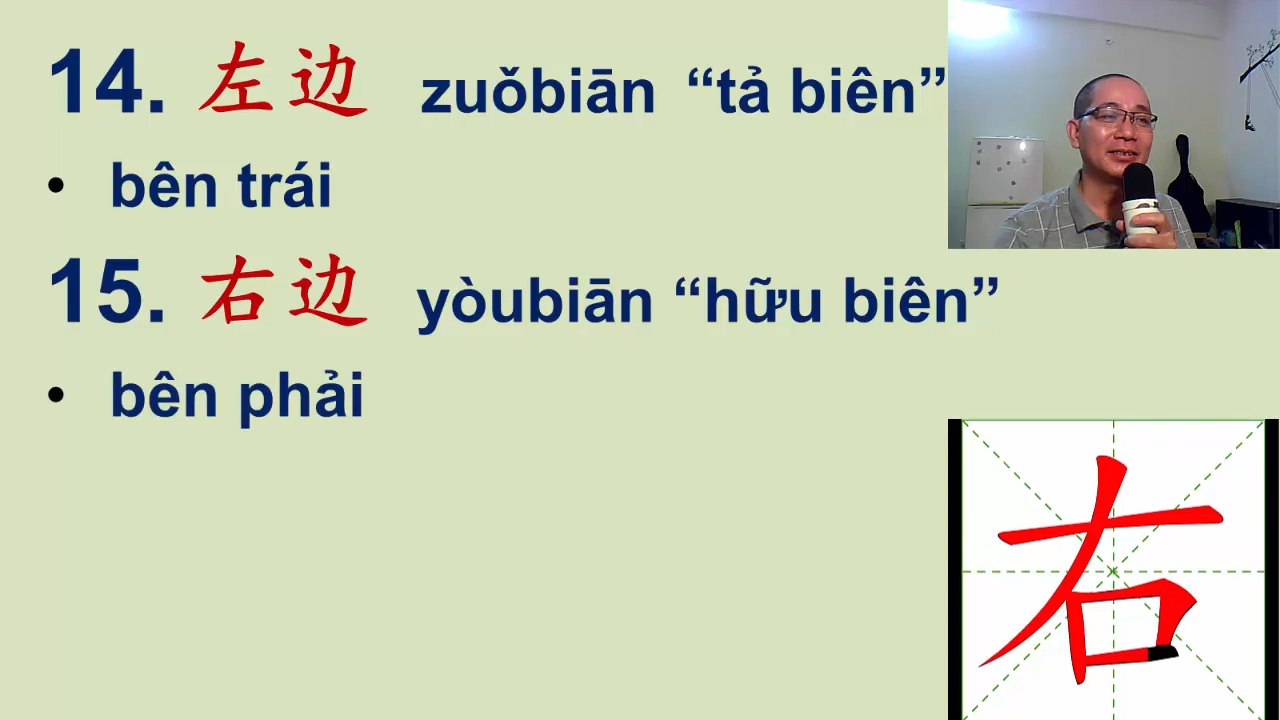 14. 左边 zuǒbiān “tả biên”
• bên trái
15. 右边 yòubiān “hữu biên”
• bên phải
右